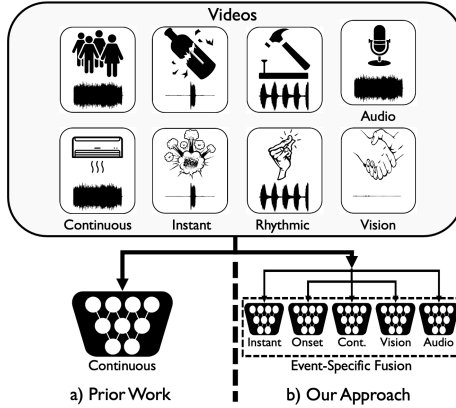 Videos
Audio
Continuous Instant Rhythmic Vision
Continuous
Instant Onset Cont. Vision Audio
Event-Specific Fusion
a) Prior Work b) Our Approach